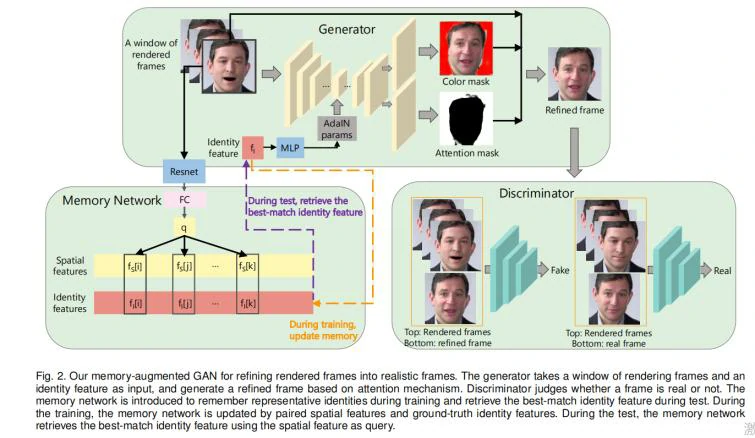 Generator
A window of
rendered
frames
...
...
Color mask
AdaIN
params
Attention mask
Refined frame
Identity
feature
fI
MLP
Resnet
Memory Network
FC
q
During test, retrieve the
best-match identity feature
Spatial
features
fS[i]
fS[j]
...
fS[k]
Identity
features
fI[i]
fI[j]
...
fI[k]
During training,
update memory
Discriminator
Fake
Real
Top: Rendered frames
Bottom: refined frame
Top: Rendered frames
Bottom: real frame
Fig. 2. Our memory-augmented GAN for refining rendered frames into realistic frames. The generator takes a window of rendering frames and an
identity feature as input, and generate a refined frame based on attention mechanism. Discriminator judges whether a frame is real or not. The
memory network is introduced to remember representative identities during training and retrieve the best-match identity feature during test. During
the training, the memory network is updated by paired spatial features and ground-truth identity features. During the test, the memory network
retrieves the best-match identity feature using the spatial feature as query.